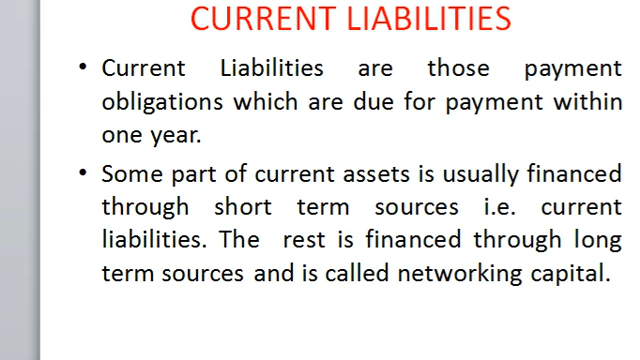 CURRENT LIABILITIES
• Current Liabilities are those payment
obligations which are due for payment within
one year.
• Some part of current assets is usually financed
through short term sources i.e. current
liabilities. The rest is financed through long
term sources and is called networking capital.